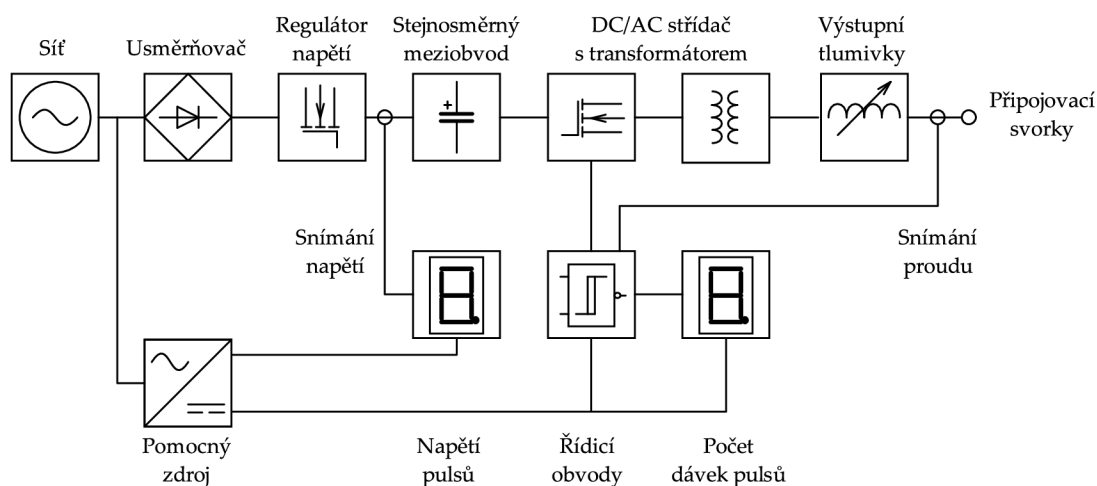 Síť
Usměrňovač
Regulátor
napětí
Stejnosměrný
meziobvod
DC/AC střídač
s transformátorem
Výstupní
tlumivky
Připojovací
svorky
Snímání
napětí
Snímání
proudu
Pomocný
zdroj
Napětí
pulsů
Řídicí
obvody
Počet
dávek pulsů